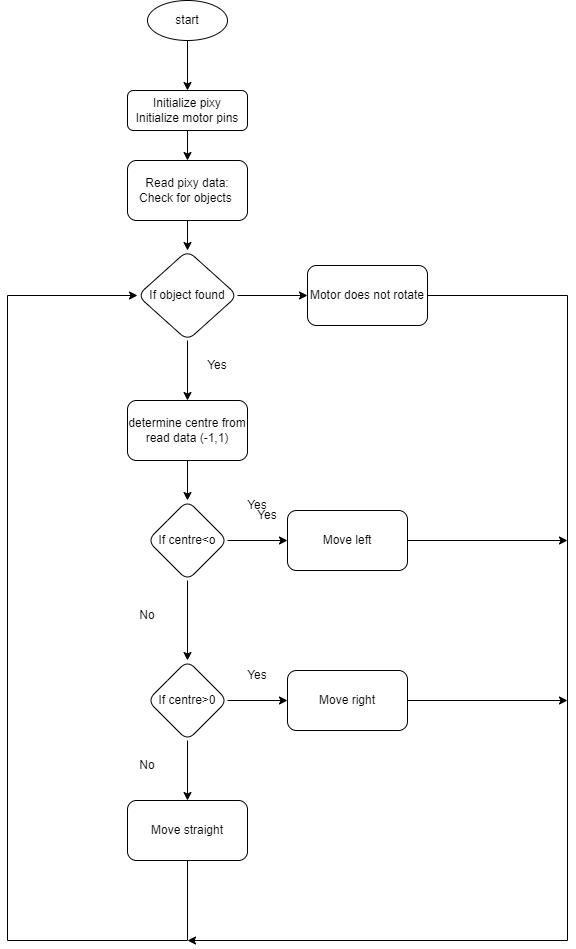 start
Initialize pixy
Initialize motor pins
Read pixy data:
Check for objects
If object found
Motor does not rotate
Yes
determine centre from
read data (-1,1)
Yes
Yes
If centre<o
Move left
No
Yes
If centre>0
Move right
No
Move straight